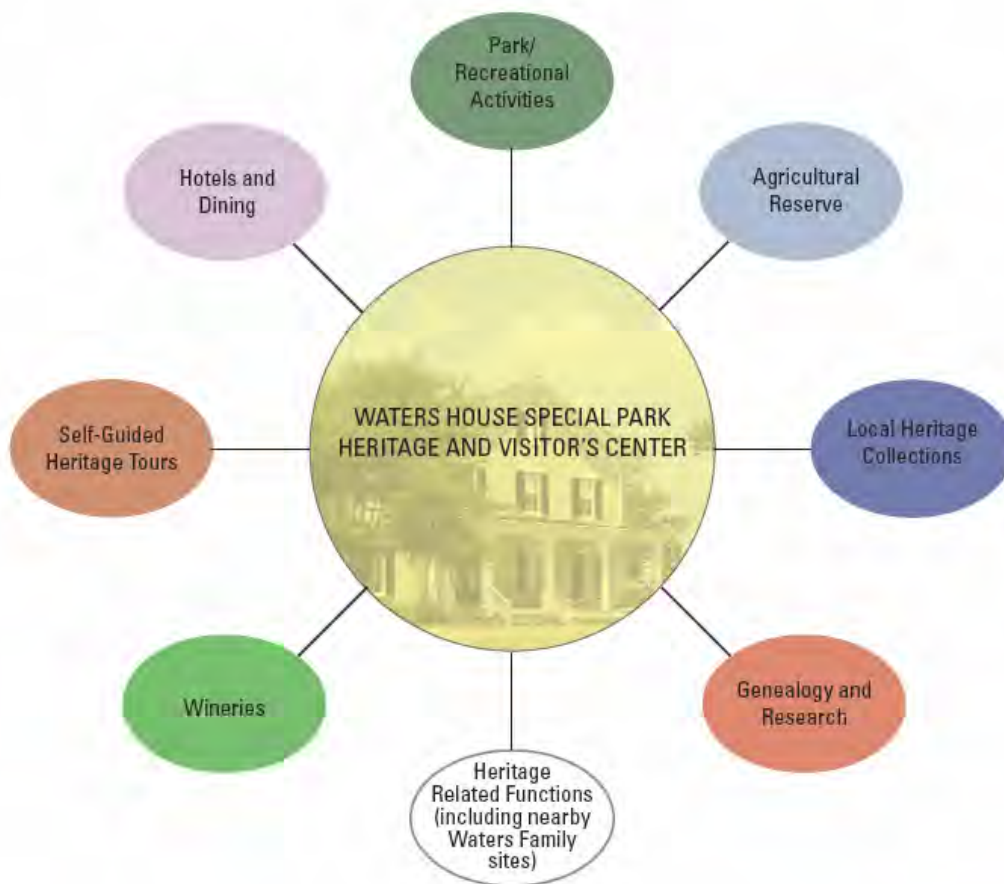 Park/
Recreational
Activities
Hotels and
Dining
Agricultural
Reserve
WATERS HOUSE SPECIAL PARK
HERITAGE AND VISITOR'S CENTER
Self-Guided
Heritage Tours
Local Heritage
Collections
Wineries
Genealogy and
Research
Heritage
Related Functions
(including nearby
Waters Family
sites)